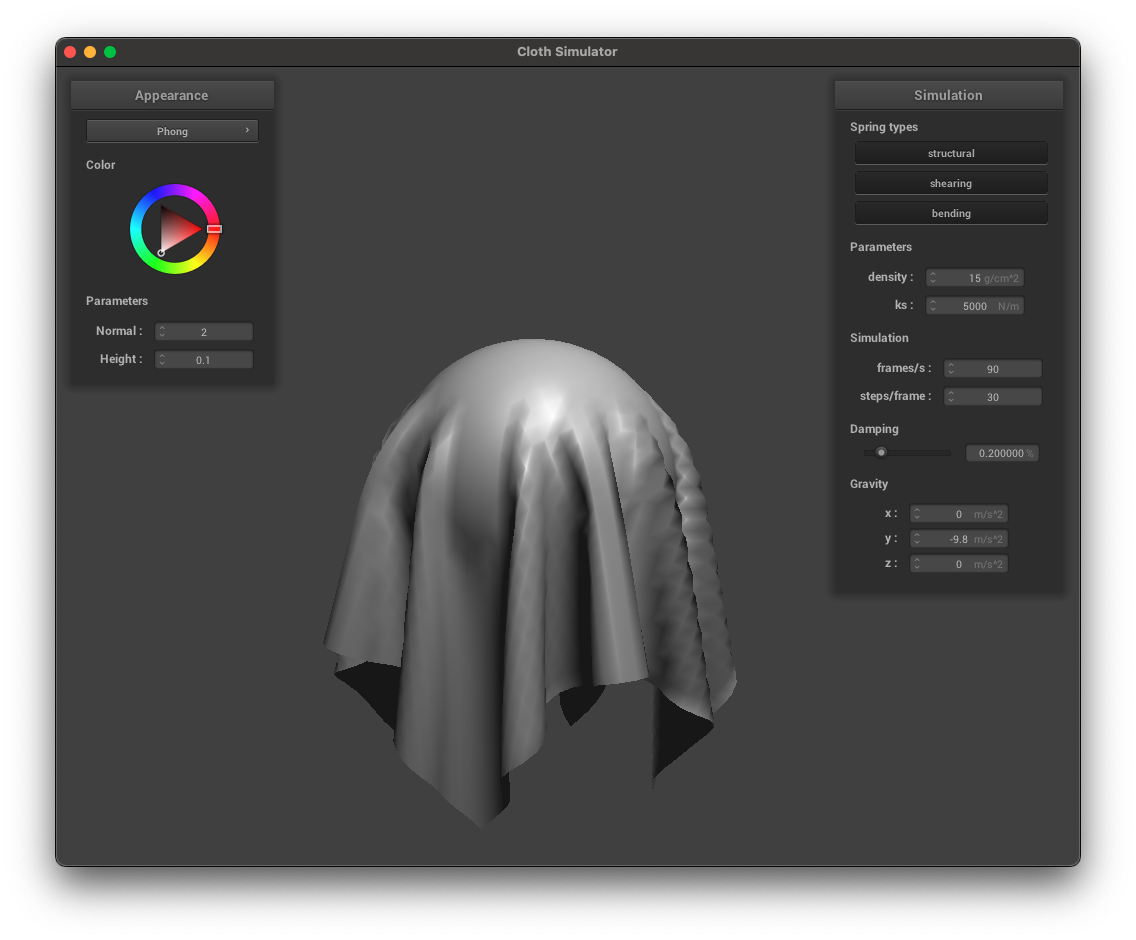 Cloth Simulator
Appearance
Phong ›
Color
Parameters
Normal : 2
Height : 0.1
Simulation
Spring types
structural
shearing
bending
Parameters
density : 15 g/cm^2
ks : 5000 N/m
Simulation
frames/s : 90
steps/frame : 30
Damping
0.200000 %
Gravity
x : 0 m/s^2
y : -9.8 m/s^2
z : 0 m/s^2